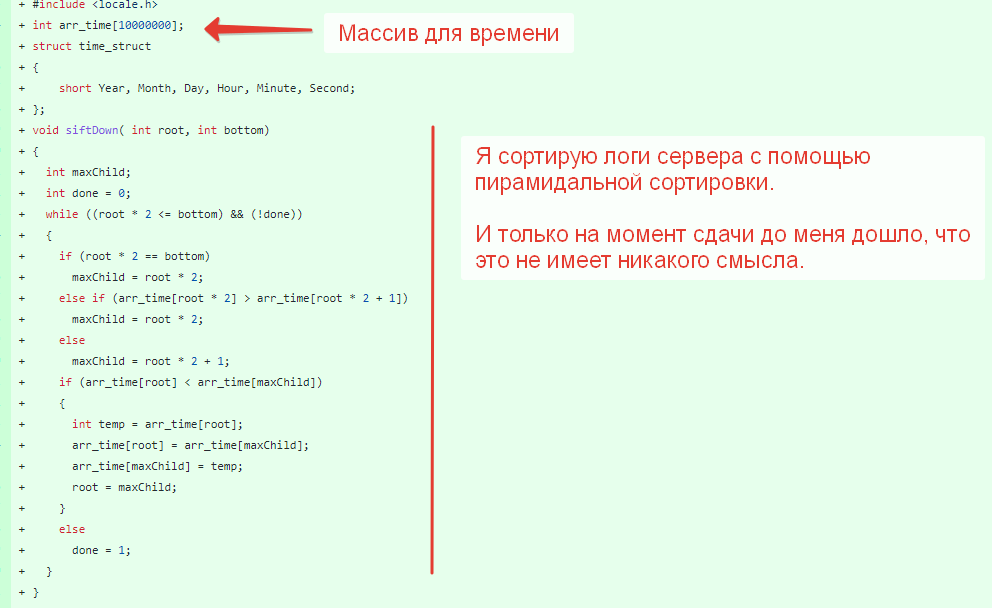 + #include <locale.h>
+ int arr_time[10000000];
Массив для времени
+ struct time_struct
+ {
+     short Year, Month, Day, Hour, Minute, Second;
+ };
+ void siftDown( int root, int bottom)
+ {
+   int maxChild;
+   int done = 0;
+   while ((root * 2 <= bottom) && (!done))
+   {
+     if (root * 2 == bottom)
+       maxChild = root * 2;
+     else if (arr_time[root * 2] > arr_time[root * 2 + 1])
+       maxChild = root * 2;
+     else
+       maxChild = root * 2 + 1;
+     if (arr_time[root] < arr_time[maxChild])
+     {
+       int temp = arr_time[root];
+       arr_time[root] = arr_time[maxChild];
+       arr_time[maxChild] = temp;
+       root = maxChild;
+     }
+     else
+       done = 1;
+   }
+ }
Я сортирую логи сервера с помощью
пирамидальной сортировки.
И только на момент сдачи до меня дошло, что
это не имеет никакого смысла.